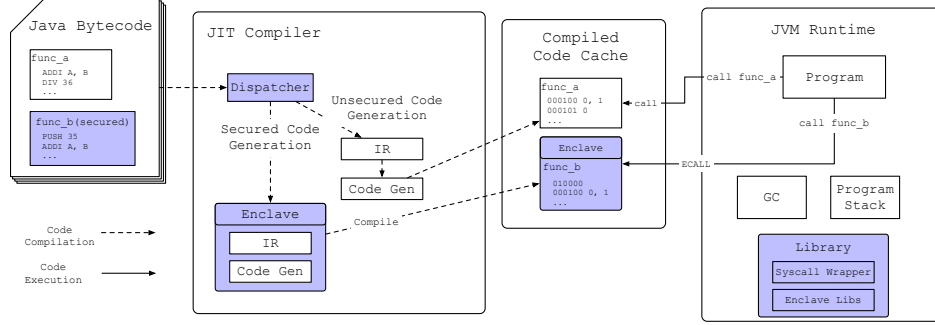 Java Bytecode
func_a
ADDI A, B
DIV 36
...
func_b(secured)
PUSH 35
ADDI A, B
...
Code
Compilation
Code
Execution
JIT Compiler
Dispatcher
Unsecured Code
Generation
Secured Code
Generation
IR
Code Gen
Enclave
IR
Code Gen
Compile
Compiled
Code Cache
func_a
000100 0, 1
000101 0
...
Enclave
func_b
010000
000100 0, 1
...
call
ECALL
JVM Runtime
call func_a
Program
call func_b
GC
Program
Stack
Library
Syscall Wrapper
Enclave Libs